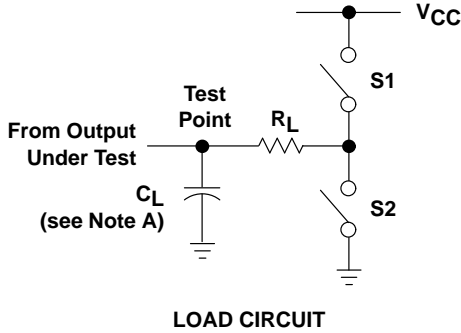 VCC
S1
Test
Point
RL
From Output
Under Test
CL
(see Note A)
S2
LOAD CIRCUIT